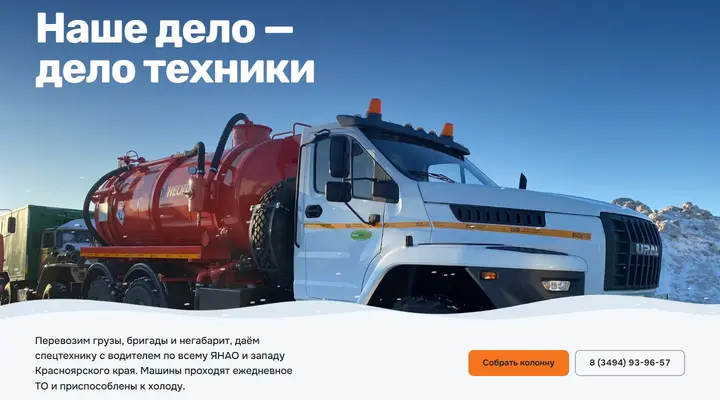 Наше дело —
дело техники
URAL
Перевозим грузы, бригады и негабарит, даём
спецтехнику с водителем по всему ЯНАО и западу
Красноярского края. Машины проходят ежедневное
ТО и приспособлены к холоду.
Собрать колонну
8 (3494) 93-96-57